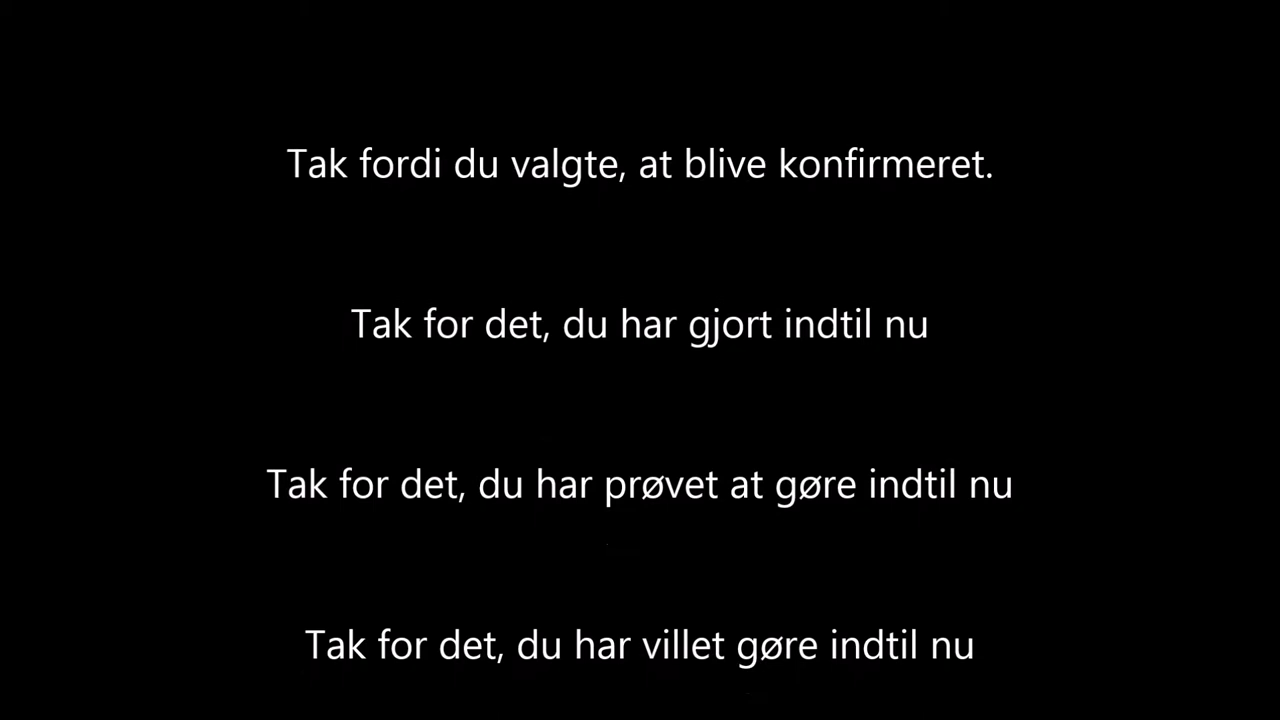 Tak fordi du valgte, at blive konfirmeret.
Tak for det, du har gjort indtil nu
Tak for det, du har prøvet at gøre indtil nu
Tak for det, du har villet gøre indtil nu